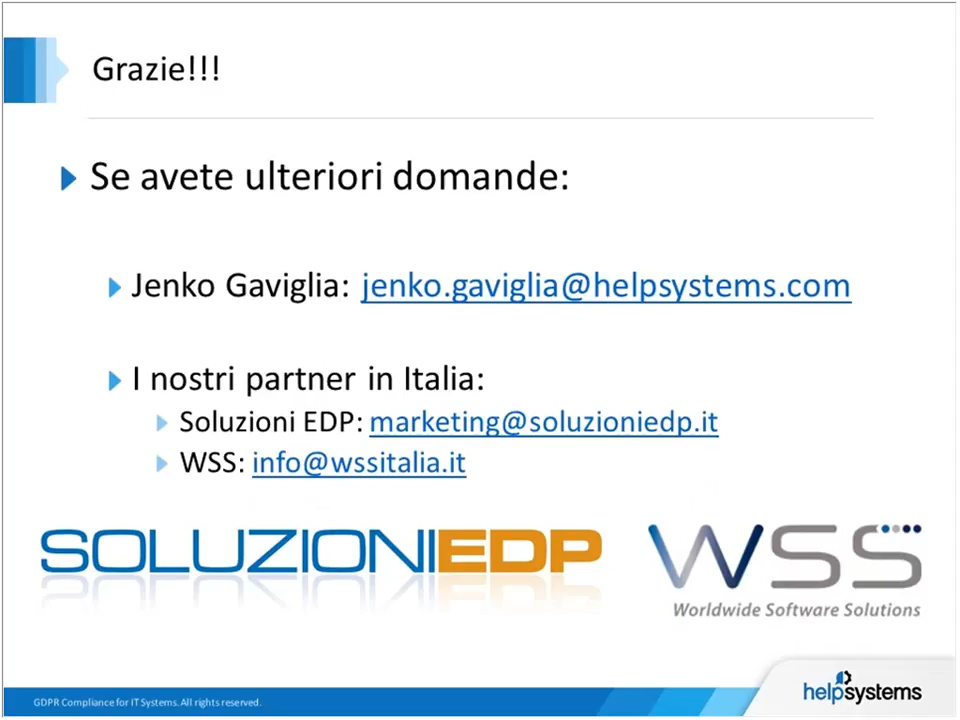 Grazie!!!
Se avete ulteriori domande:
Jenko Gaviglia: jenko.gaviglia@helpsystems.com
I nostri partner in Italia:
Soluzioni EDP: marketing@soluzioniedp.it
WSS: info@wssitalia.it
SOLUZIONIEDP
WSS
Worldwide Software Solutions
GDPR Compliance for IT Systems. All rights reserved.
helpsystems